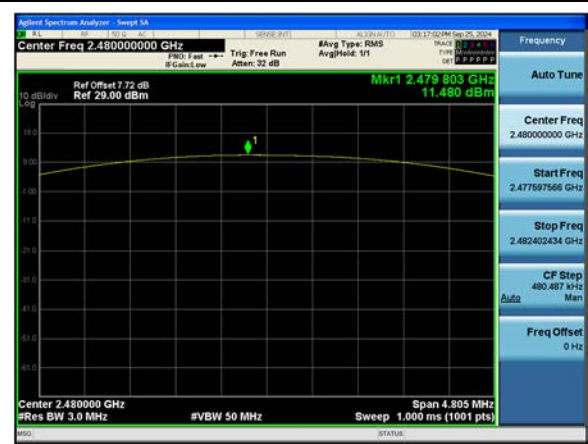 Agilent Spectrum Analyzer - Swept SA
RL RF 50 Ω AC SENSE:INT ALIGN AUTO 03:17:02 PM Sep 25, 2024
Center Freq 2.480000000 GHz
PNO: Fast
IFGain:Low
Trig: Free Run
Atten: 32 dB
#Avg Type: RMS
Avg|Hold: 1/1
TRACE 1 2 3 4 5 6
TYPE
DET P P P P P P
Frequency
Ref Offset 7.72 dB
Ref 29.00 dBm
10 dB/div
Log
Mkr1 2.479 803 GHz
11.480 dBm
1
19.0
9.00
-1.00
-11.0
-21.0
-31.0
-41.0
-51.0
-61.0
Center 2.480000 GHz
#Res BW 3.0 MHz
#VBW 50 MHz
Span 4.805 MHz
Sweep 1.000 ms (1001 pts)
MSG
STATUS
Auto Tune
Center Freq
2.480000000 GHz
Start Freq
2.477597566 GHz
Stop Freq
2.482402434 GHz
CF Step
480.487 kHz
Auto Man
Freq Offset
0 Hz